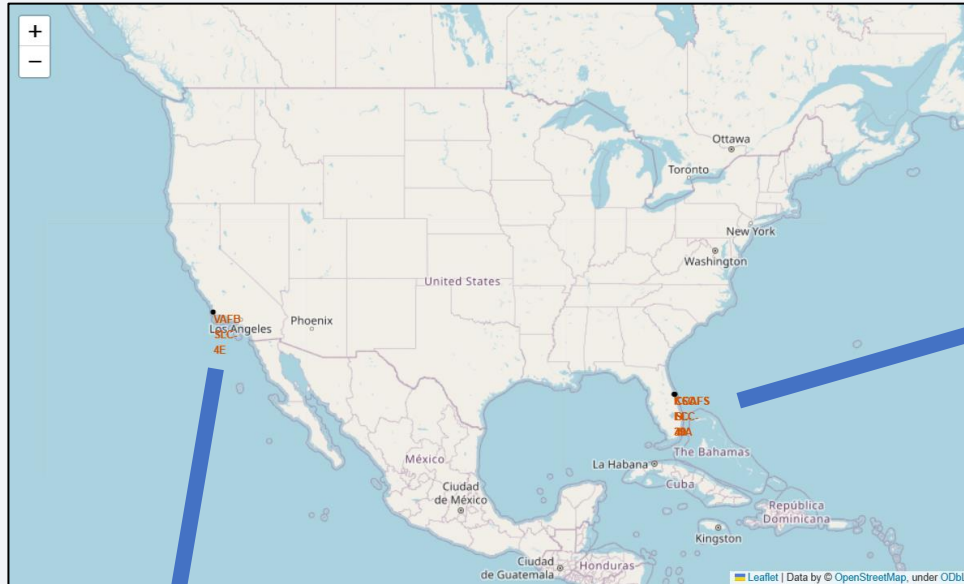 +
−
Ottawa
Toronto
New York
Washington
United States
VAFB
Los Angeles
SLC-
4E
Phoenix
The Bahamas
México
La Habana
Cuba
Ciudad
de México
República
Dominicana
Kingston
Ciudad
de Guatemala
Honduras
Leaflet | Data by © OpenStreetMap, under ODbl